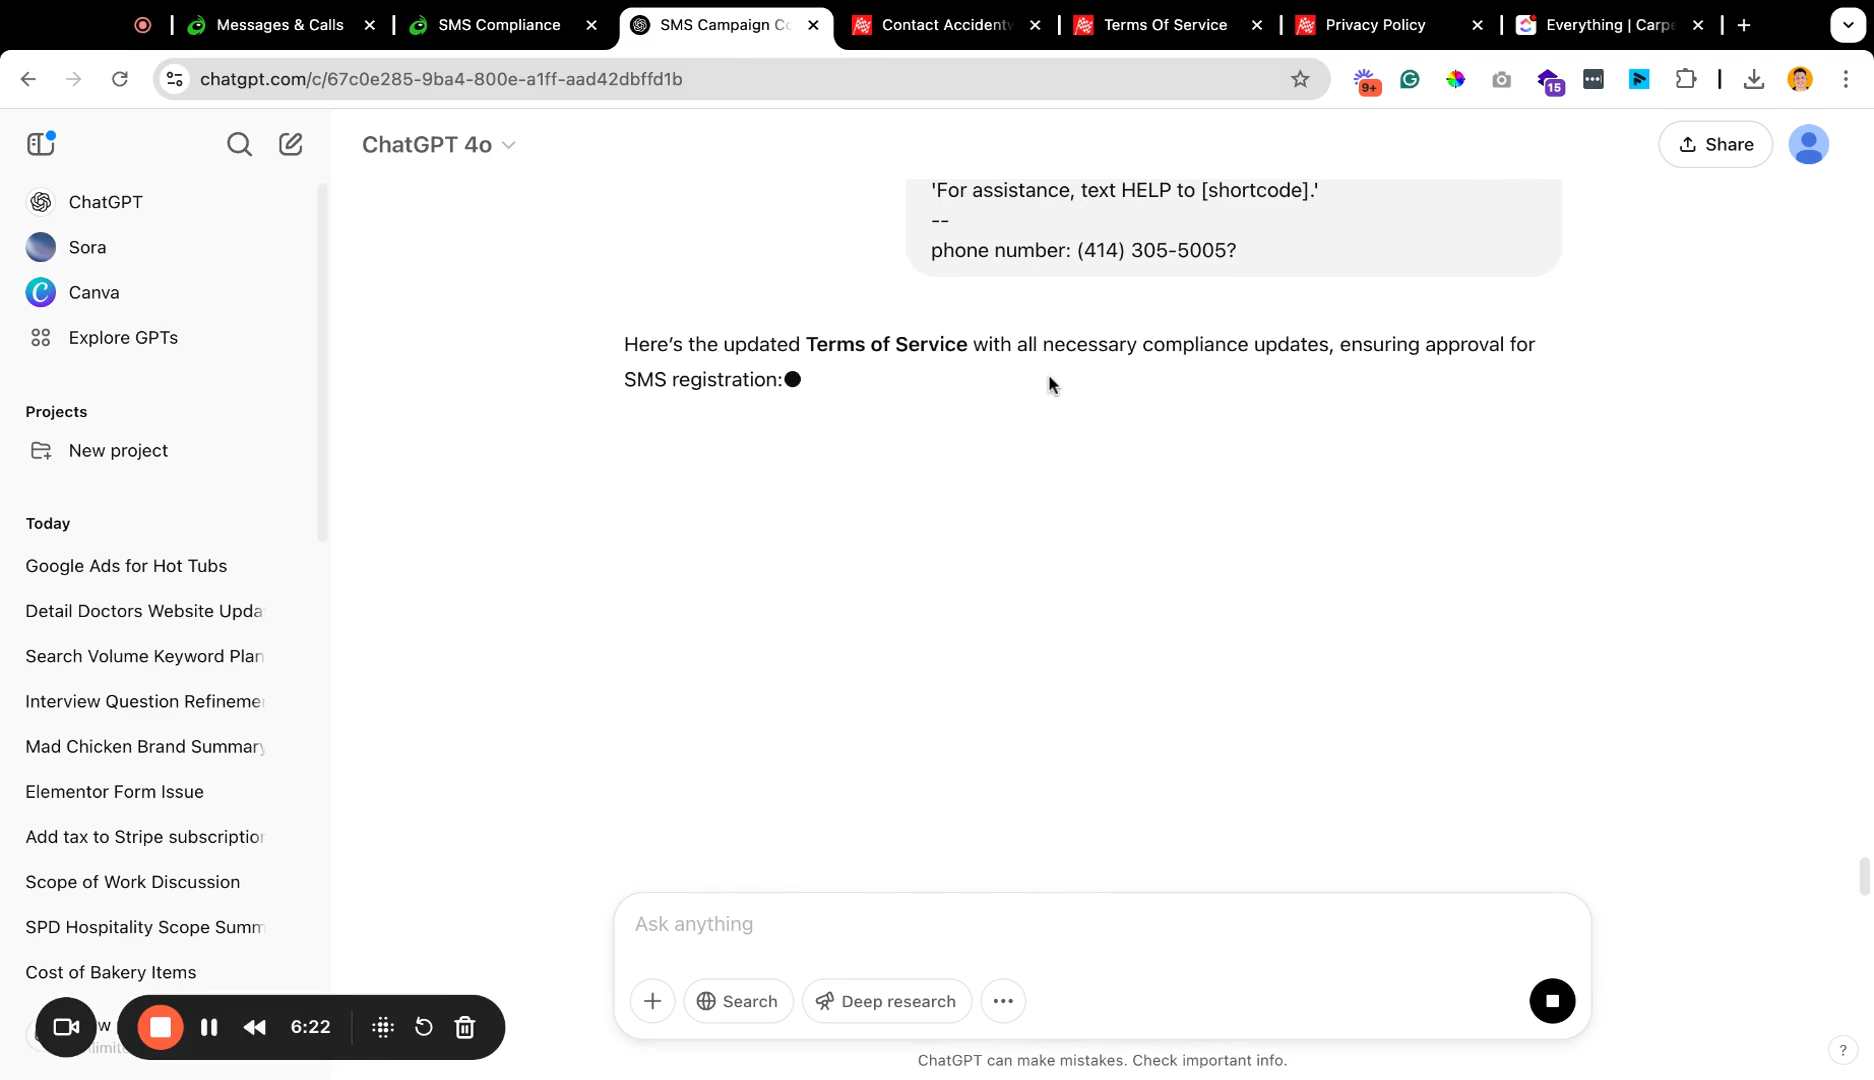 Messages & Calls
SMS Compliance
SMS Campaign Co
Contact Accidentw
Terms Of Service
Privacy Policy
Everything | Carpe
chatgpt.com/c/67c0e285-9ba4-800e-a1ff-aad42dbffd1b
9+
15
ChatGPT 4o
Share
ChatGPT
Sora
Canva
Explore GPTs
Projects
New project
Today
Google Ads for Hot Tubs
Detail Doctors Website Upda
Search Volume Keyword Plan
Interview Question Refinemen
Mad Chicken Brand Summary
Elementor Form Issue
Add tax to Stripe subscription
Scope of Work Discussion
SPD Hospitality Scope Summ
Cost of Bakery Items
6:22
'For assistance, text HELP to [shortcode].'
--
phone number: (414) 305-5005?
Here's the updated Terms of Service with all necessary compliance updates, ensuring approval for
SMS registration:
Ask anything
Search
Deep research
ChatGPT can make mistakes. Check important info.
?